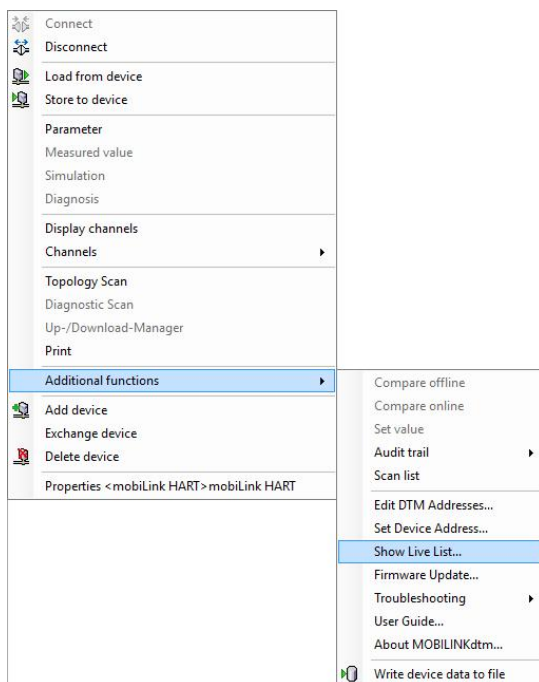 Connect
Disconnect
Load from device
Store to device
Parameter
Measured value
Simulation
Diagnosis
Display channels
Channels
Topology Scan
Diagnostic Scan
Up-/Download-Manager
Print
Additional functions
Add device
Exchange device
Delete device
Properties <mobiLink HART>mobiLink HART
Compare offline
Compare online
Set value
Audit trail
Scan list
Edit DTM Addresses...
Set Device Address...
Show Live List...
Firmware Update...
Troubleshooting
User Guide...
About MOBILINKdtm...
Write device data to file